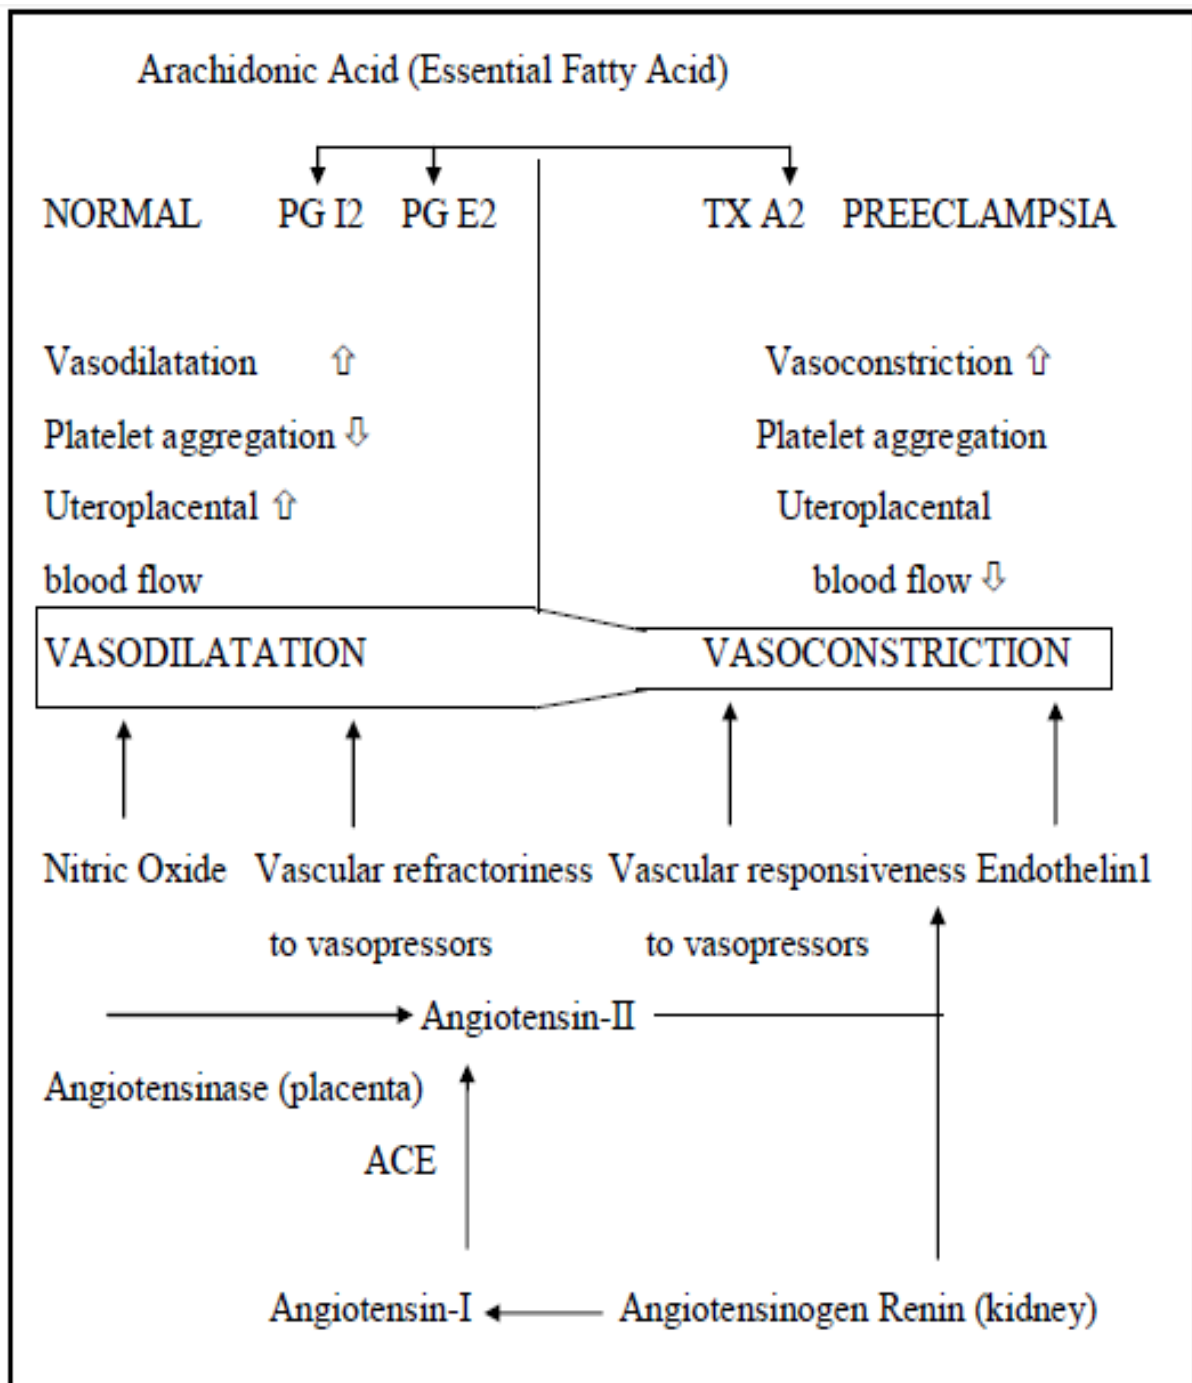 Arachidonic Acid (Essential Fatty Acid)
NORMAL PG I2 PG E2 TX A2 PREECLAMPSIA
Vasodilatation ⇧ Vasoconstriction ⇧
Platelet aggregation ⇩ Platelet aggregation
Uteroplacental ⇧ Uteroplacental
blood flow blood flow ⇩
VASODILATATION VASOCONSTRICTION
Nitric Oxide Vascular refractoriness Vascular responsiveness Endothelin1
to vasopressors to vasopressors
Angiotensin-II
Angiotensinase (placenta)
ACE
Angiotensin-I Angiotensinogen Renin (kidney)